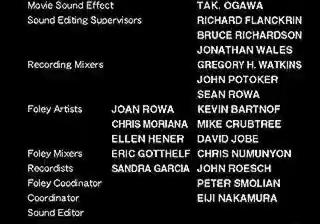 Movie Sound Effect TAK. OGAWA
Sound Editing Supervisors RICHARD FLANCKRIN
BRUCE RICHARDSON
JONATHAN WALES
Recording Mixers GREGORY H. WATKINS
JOHN POTOKER
SEAN ROWA
Foley Artists JOAN ROWA KEVIN BARTNOF
CHRIS MORIANA MIKE CRUBTREE
ELLEN HENER DAVID JOBE
Foley Mixers ERIC GOTTHELF CHRIS NUMUNYON
Recordists SANDRA GARCIA JOHN ROESCH
Foley Coodinator PETER SMOLIAN
Coordinator EIJI NAKAMURA
Sound Editor